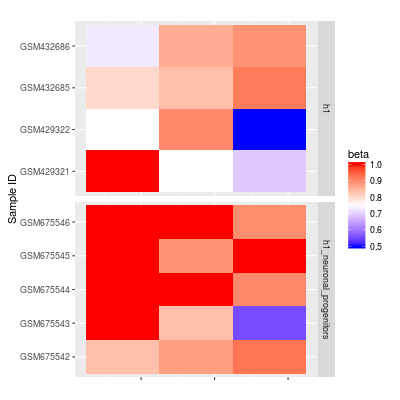 GSM432686
GSM432685
GSM429322
GSM429321
h1
GSM675546
GSM675545
GSM675544
GSM675543
GSM675542
h1_neuronal_progenitors
Sample ID
beta
1.0
0.9
0.8
0.7
0.6
0.5